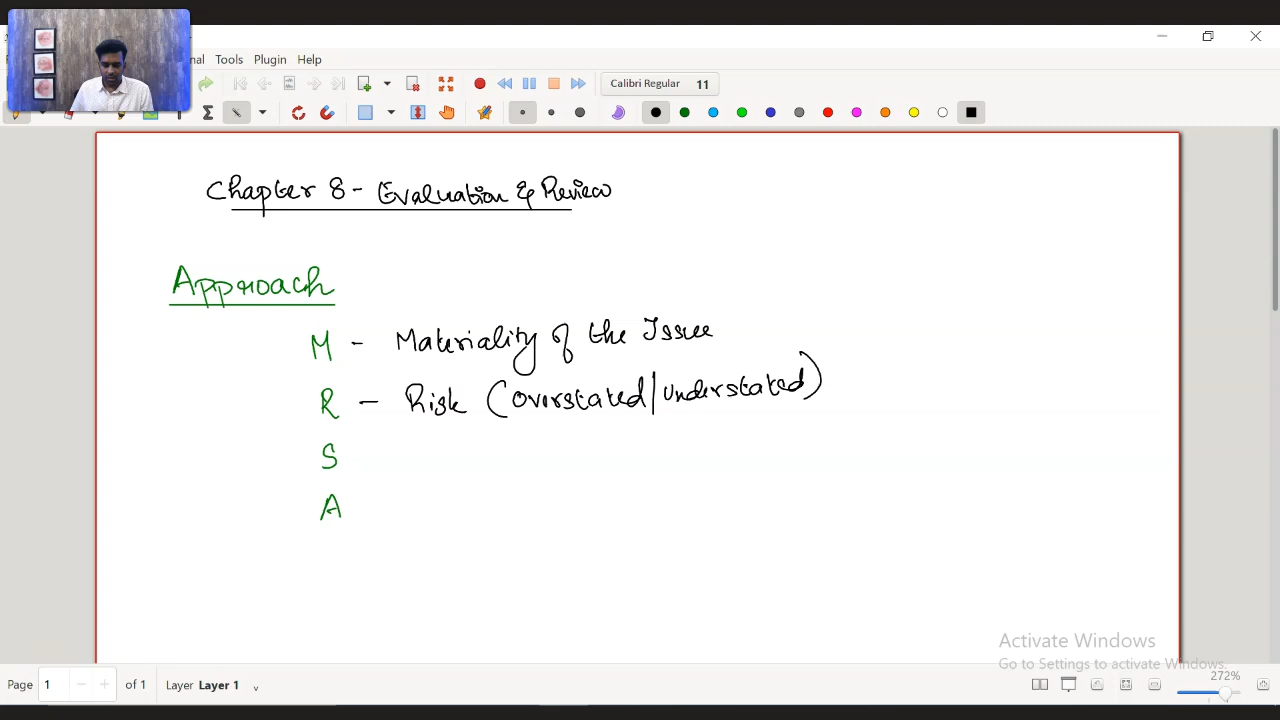 nal Tools Plugin Help
Calibri Regular 11
Chapter 8 - Evaluation & Review
Approach
M - Materiality of the Issue
R - Risk (overstated/understated)
S
A
Activate Windows
Go to Settings to activate Windows.
Page 1 of 1 Layer Layer 1 272%